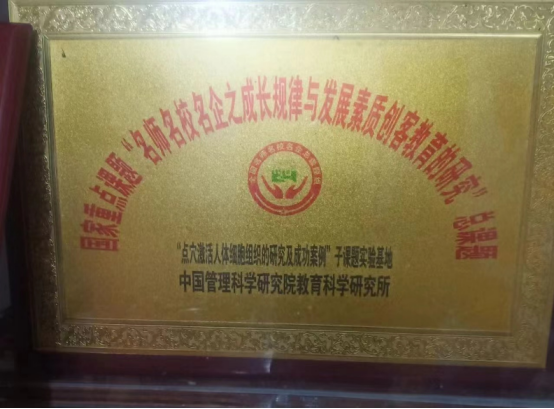 国家重点课题“名师名校名企之成长规律与发展素质创客教育的研究”总课题
“点穴激活人体细胞组织的研究及成功案例”子课题实验基地
中国管理科学研究院教育科学研究所